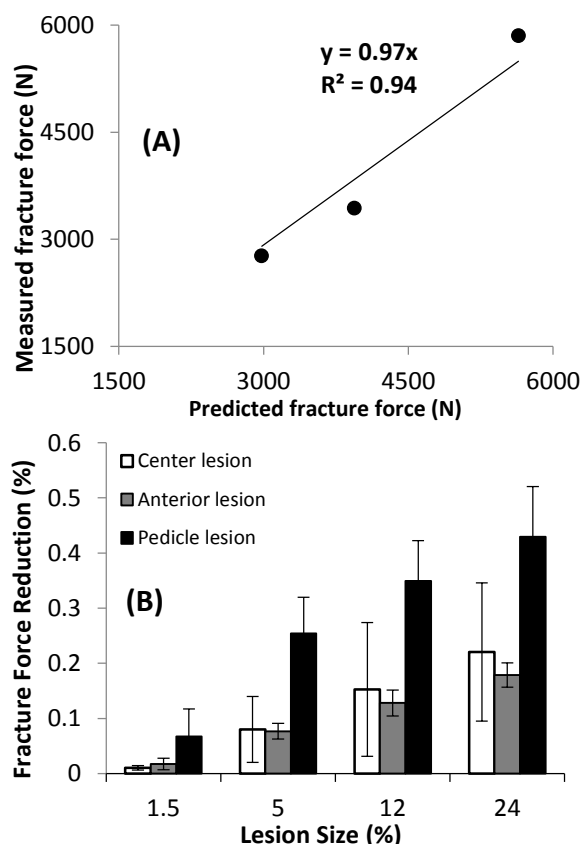 6000
4500
3000
1500
Measured fracture force (N)
(A)
y = 0.97x
R² = 0.94
1500 3000 4500 6000
Predicted fracture force (N)
0.6
0.5
0.4
0.3
0.2
0.1
0
Fracture Force Reduction (%)
Center lesion
Anterior lesion
Pedicle lesion
(B)
1.5 5 12 24
Lesion Size (%)